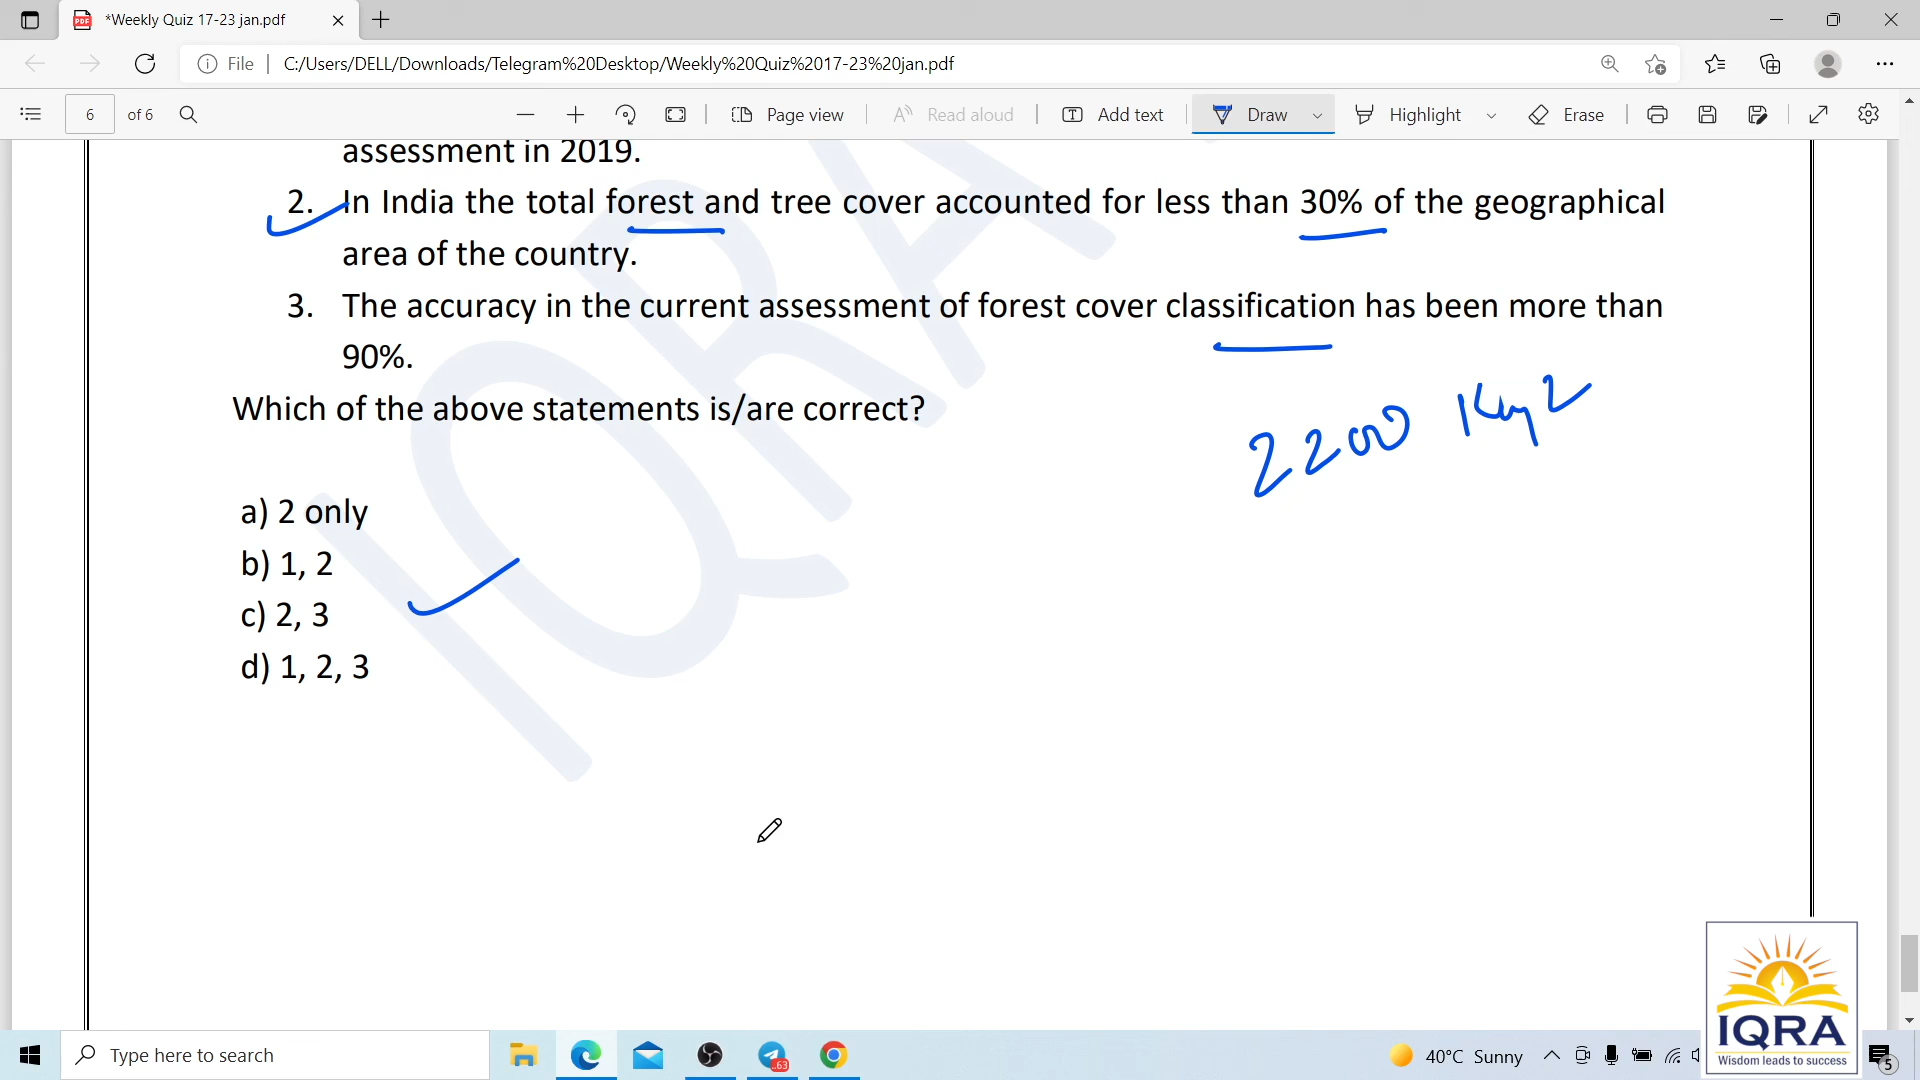 *Weekly Quiz 17-23 jan.pdf
File
C:/Users/DELL/Downloads/Telegram%20Desktop/Weekly%20Quiz%2017-23%20jan.pdf
6 of 6
Page view
Read aloud
Add text
Draw
Highlight
Erase
assessment in 2019.
2. In India the total forest and tree cover accounted for less than 30% of the geographical
area of the country.
3. The accuracy in the current assessment of forest cover classification has been more than
90%.
Which of the above statements is/are correct?
2200
a) 2 only
b) 1, 2
c) 2, 3
d) 1, 2, 3
IQRA
IQRA
Wisdom leads to success
Type here to search
63
40°C Sunny
5